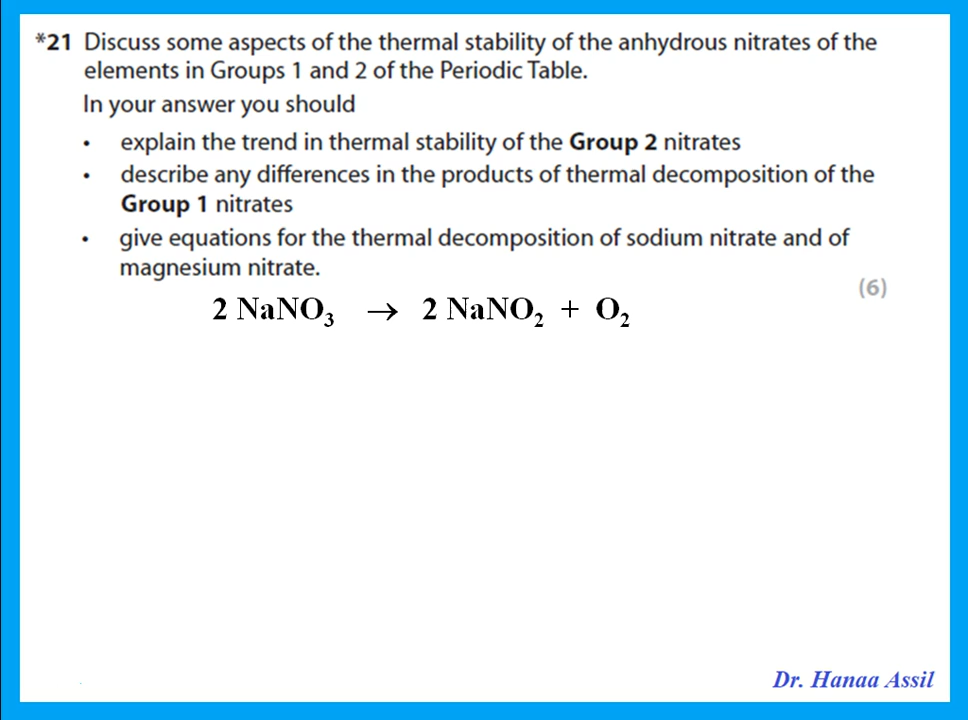 *21 Discuss some aspects of the thermal stability of the anhydrous nitrates of the
elements in Groups 1 and 2 of the Periodic Table.
In your answer you should
• explain the trend in thermal stability of the Group 2 nitrates
• describe any differences in the products of thermal decomposition of the
Group 1 nitrates
• give equations for the thermal decomposition of sodium nitrate and of
magnesium nitrate.
(6)
2 NaNO₃ → 2 NaNO₂ + O₂
Dr. Hanaa Assil